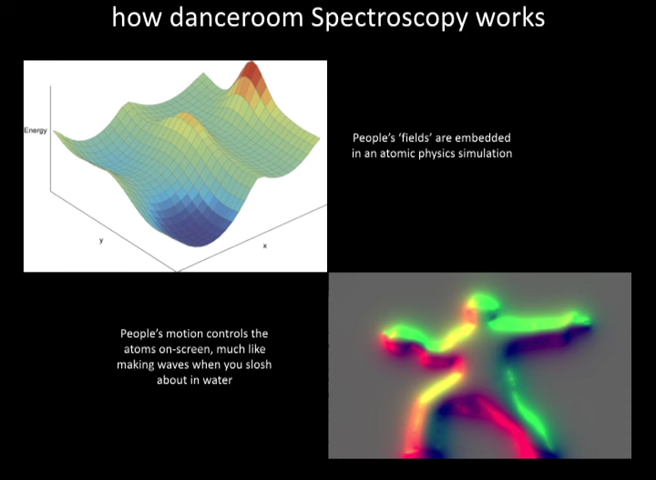 how danceroom Spectroscopy works
Energy
y
x
People's 'fields' are embedded
in an atomic physics simulation
People's motion controls the
atoms on-screen, much like
making waves when you slosh
about in water